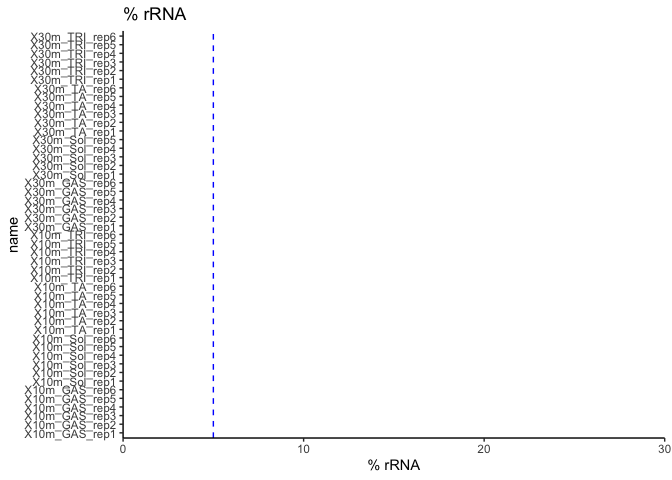 % rRNA
X30m_TRI_rep6
X30m_TRI_rep5
X30m_TRI_rep4
X30m_TRI_rep3
X30m_TRI_rep2
X30m_TRI_rep1
X30m_TA_rep6
X30m_TA_rep5
X30m_TA_rep4
X30m_TA_rep3
X30m_TA_rep2
X30m_TA_rep1
X30m_Sol_rep5
X30m_Sol_rep4
X30m_Sol_rep3
X30m_Sol_rep2
X30m_Sol_rep1
X30m_GAS_rep6
X30m_GAS_rep5
X30m_GAS_rep4
X30m_GAS_rep3
X30m_GAS_rep2
X30m_GAS_rep1
X10m_TRI_rep6
X10m_TRI_rep5
X10m_TRI_rep4
X10m_TRI_rep3
X10m_TRI_rep2
X10m_TRI_rep1
X10m_TA_rep6
X10m_TA_rep5
X10m_TA_rep4
X10m_TA_rep3
X10m_TA_rep2
X10m_TA_rep1
X10m_Sol_rep6
X10m_Sol_rep5
X10m_Sol_rep4
X10m_Sol_rep3
X10m_Sol_rep2
X10m_Sol_rep1
X10m_GAS_rep6
X10m_GAS_rep5
X10m_GAS_rep4
X10m_GAS_rep3
X10m_GAS_rep2
X10m_GAS_rep1
name
0 10 20 30
% rRNA